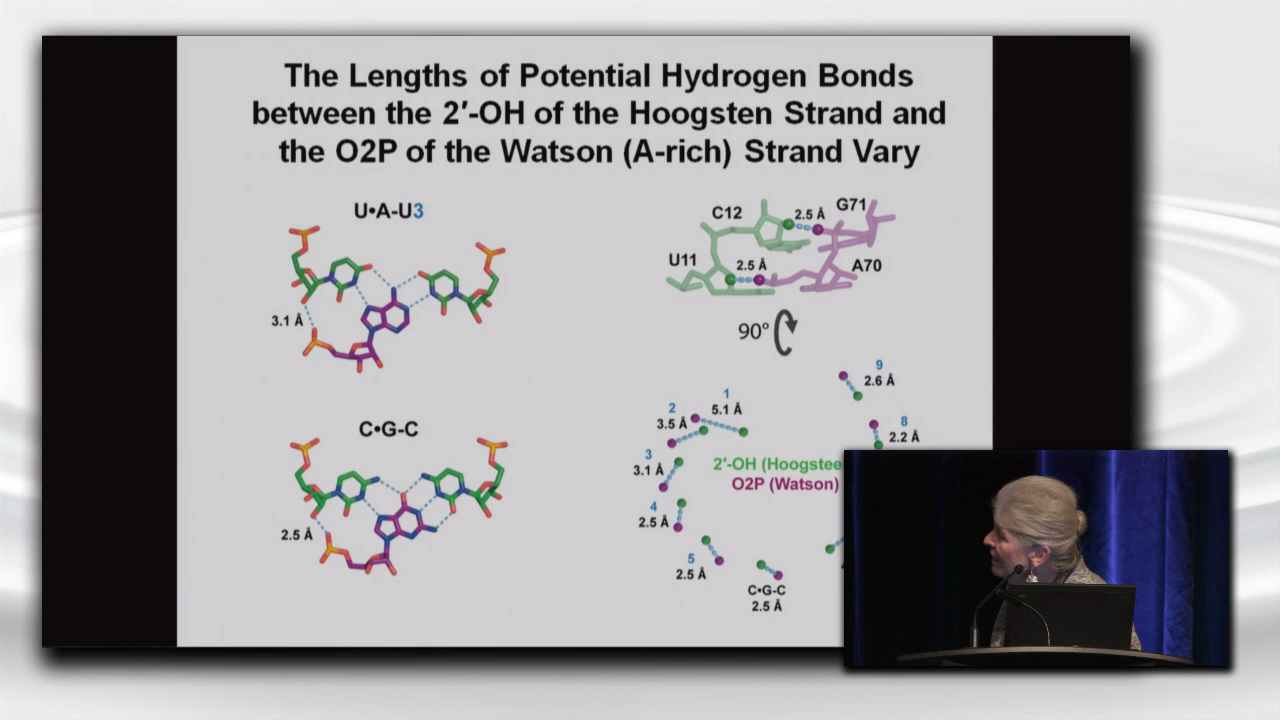 The Lengths of Potential Hydrogen Bonds
between the 2′-OH of the Hoogsten Strand and
the O2P of the Watson (A-rich) Strand Vary
U•A-U3
3.1 Å
C•G-C
2.5 Å
C12
2.5 Å
G71
U11
2.5 Å
A70
90°
9
2.6 Å
1
5.1 Å
2
3.5 Å
8
2.2 Å
3
3.1 Å
2′-OH (Hoogstee
O2P (Watson)
4
2.5 Å
5
2.5 Å
C•G-C
2.5 Å